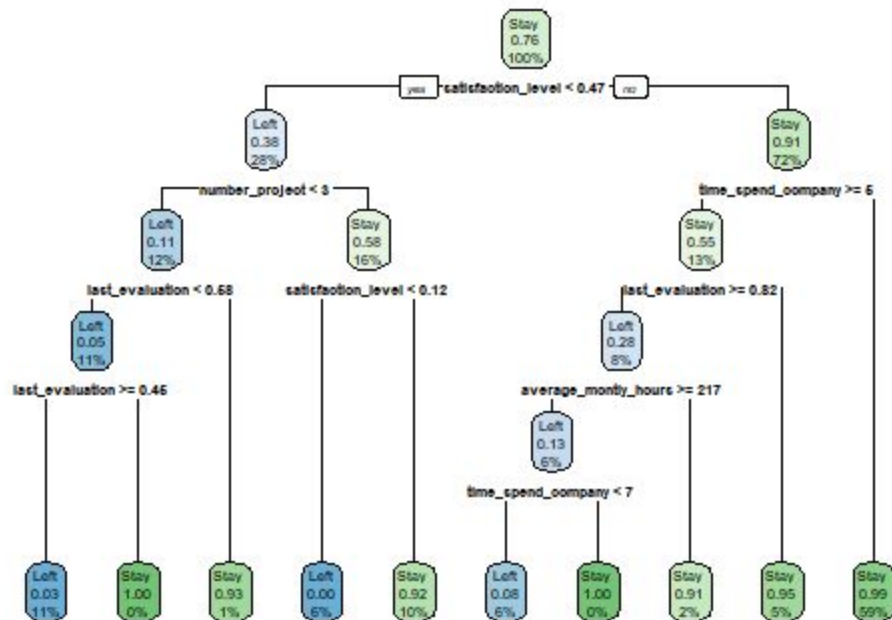 Stay
0.76
100%
yes satisfaction_level < 0.47 no
Left
0.38
28%
Stay
0.91
72%
number_project < 3
time_spend_company >= 5
Left
0.11
12%
Stay
0.58
16%
Stay
0.55
13%
last_evaluation < 0.58
satisfaction_level < 0.12
last_evaluation >= 0.82
Left
0.05
11%
Left
0.28
8%
last_evaluation >= 0.45
average_montly_hours >= 217
Left
0.13
6%
time_spend_company < 7
Left
0.03
11%
Stay
1.00
0%
Stay
0.93
1%
Left
0.00
6%
Stay
0.92
10%
Left
0.08
6%
Stay
1.00
0%
Stay
0.91
2%
Stay
0.95
5%
Stay
0.99
59%